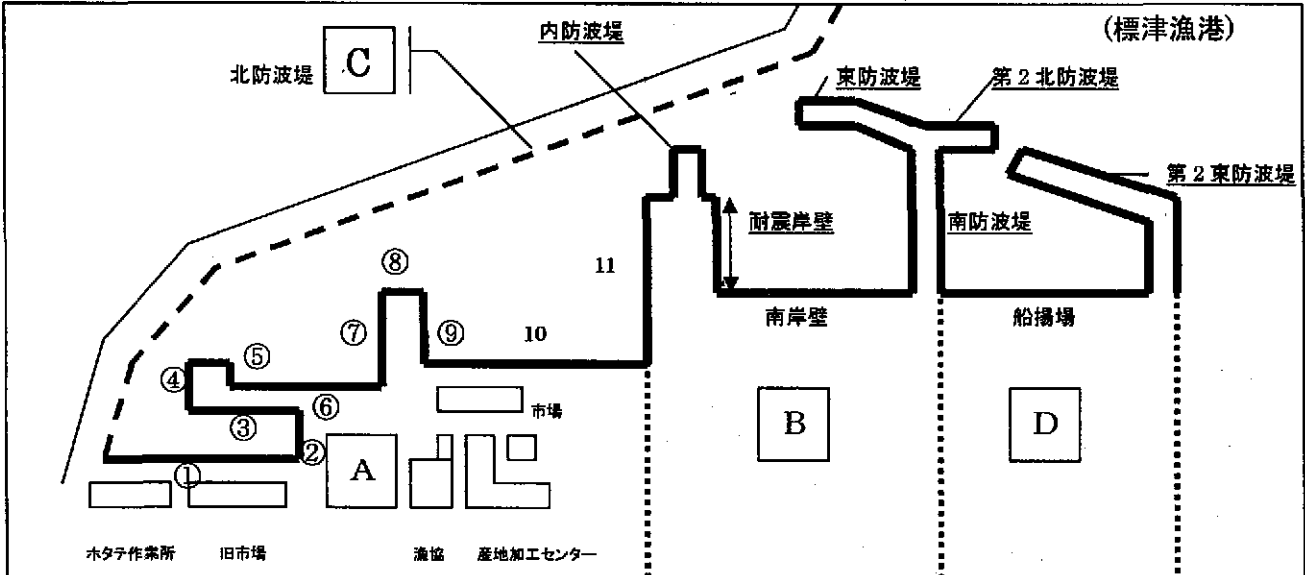 (標津漁港)
内防波堤
北防波堤
C
東防波堤
第2北防波堤
第2東防波堤
耐震岸壁
南防波堤
⑧
11
⑦
⑨
10
南岸壁
船揚場
⑤
④
⑥
③
②
①
市場
A
B
D
ホタテ作業所
旧市場
漁協
産地加工センター